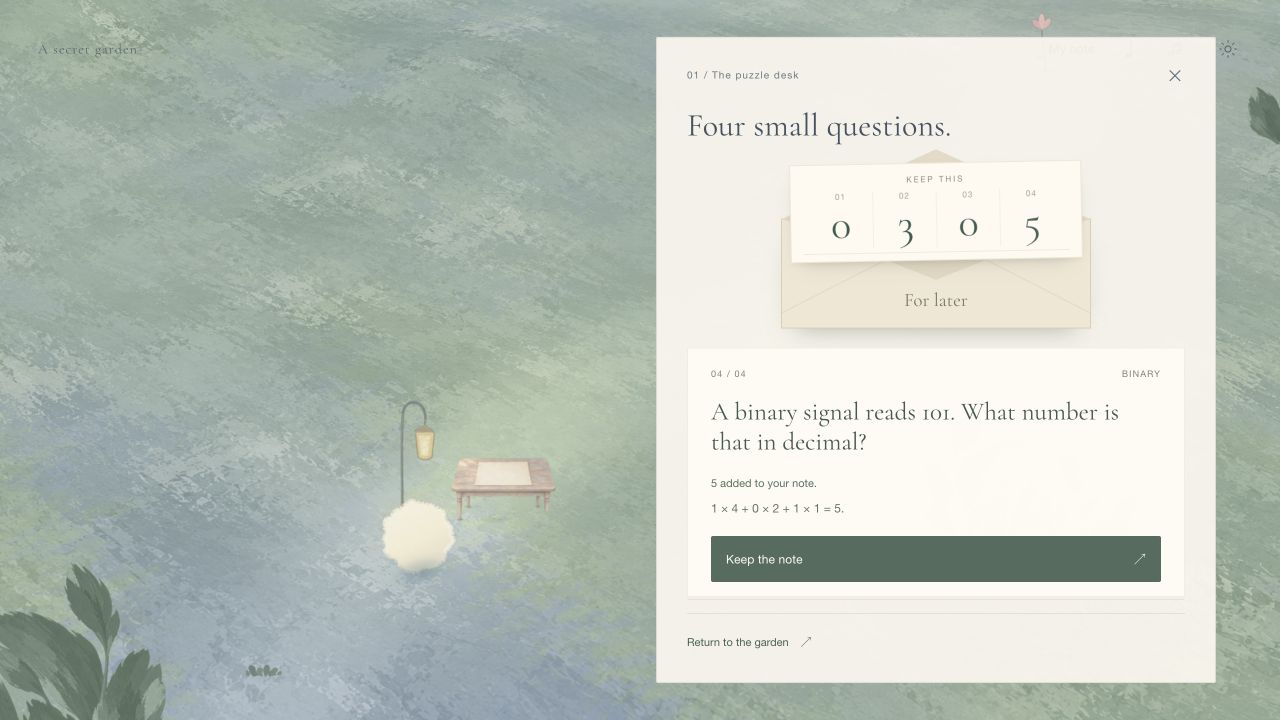 A secret garden
My note
01 / The puzzle desk
Four small questions.
KEEP THIS
01 02 03 04
0 3 0 5
For later
04 / 04 BINARY
A binary signal reads 101. What number is
that in decimal?
5 added to your note.
1 × 4 + 0 × 2 + 1 × 1 = 5.
Keep the note
Return to the garden